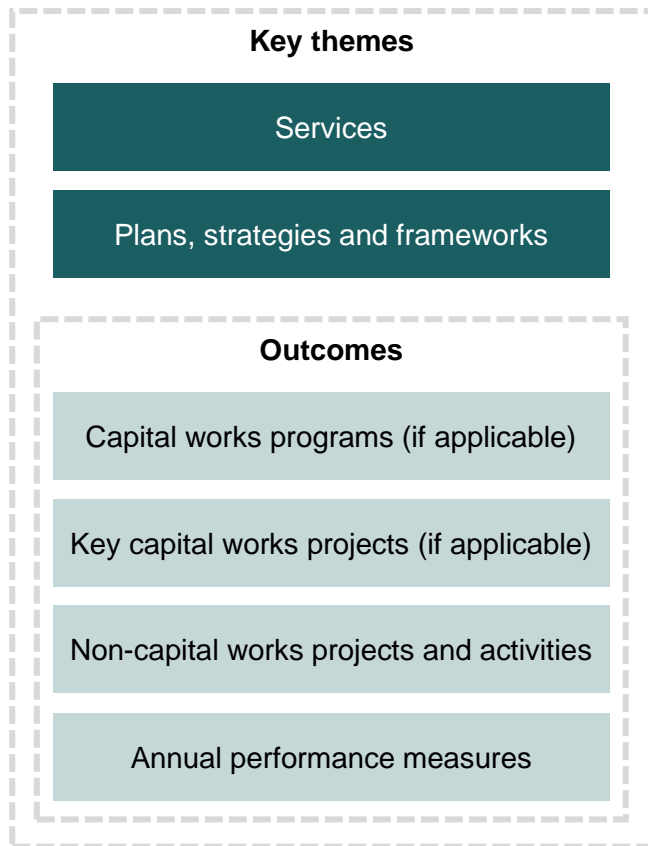 Key themes
Services
Plans, strategies and frameworks
Outcomes
Capital works programs (if applicable)
Key capital works projects (if applicable)
Non-capital works projects and activities
Annual performance measures